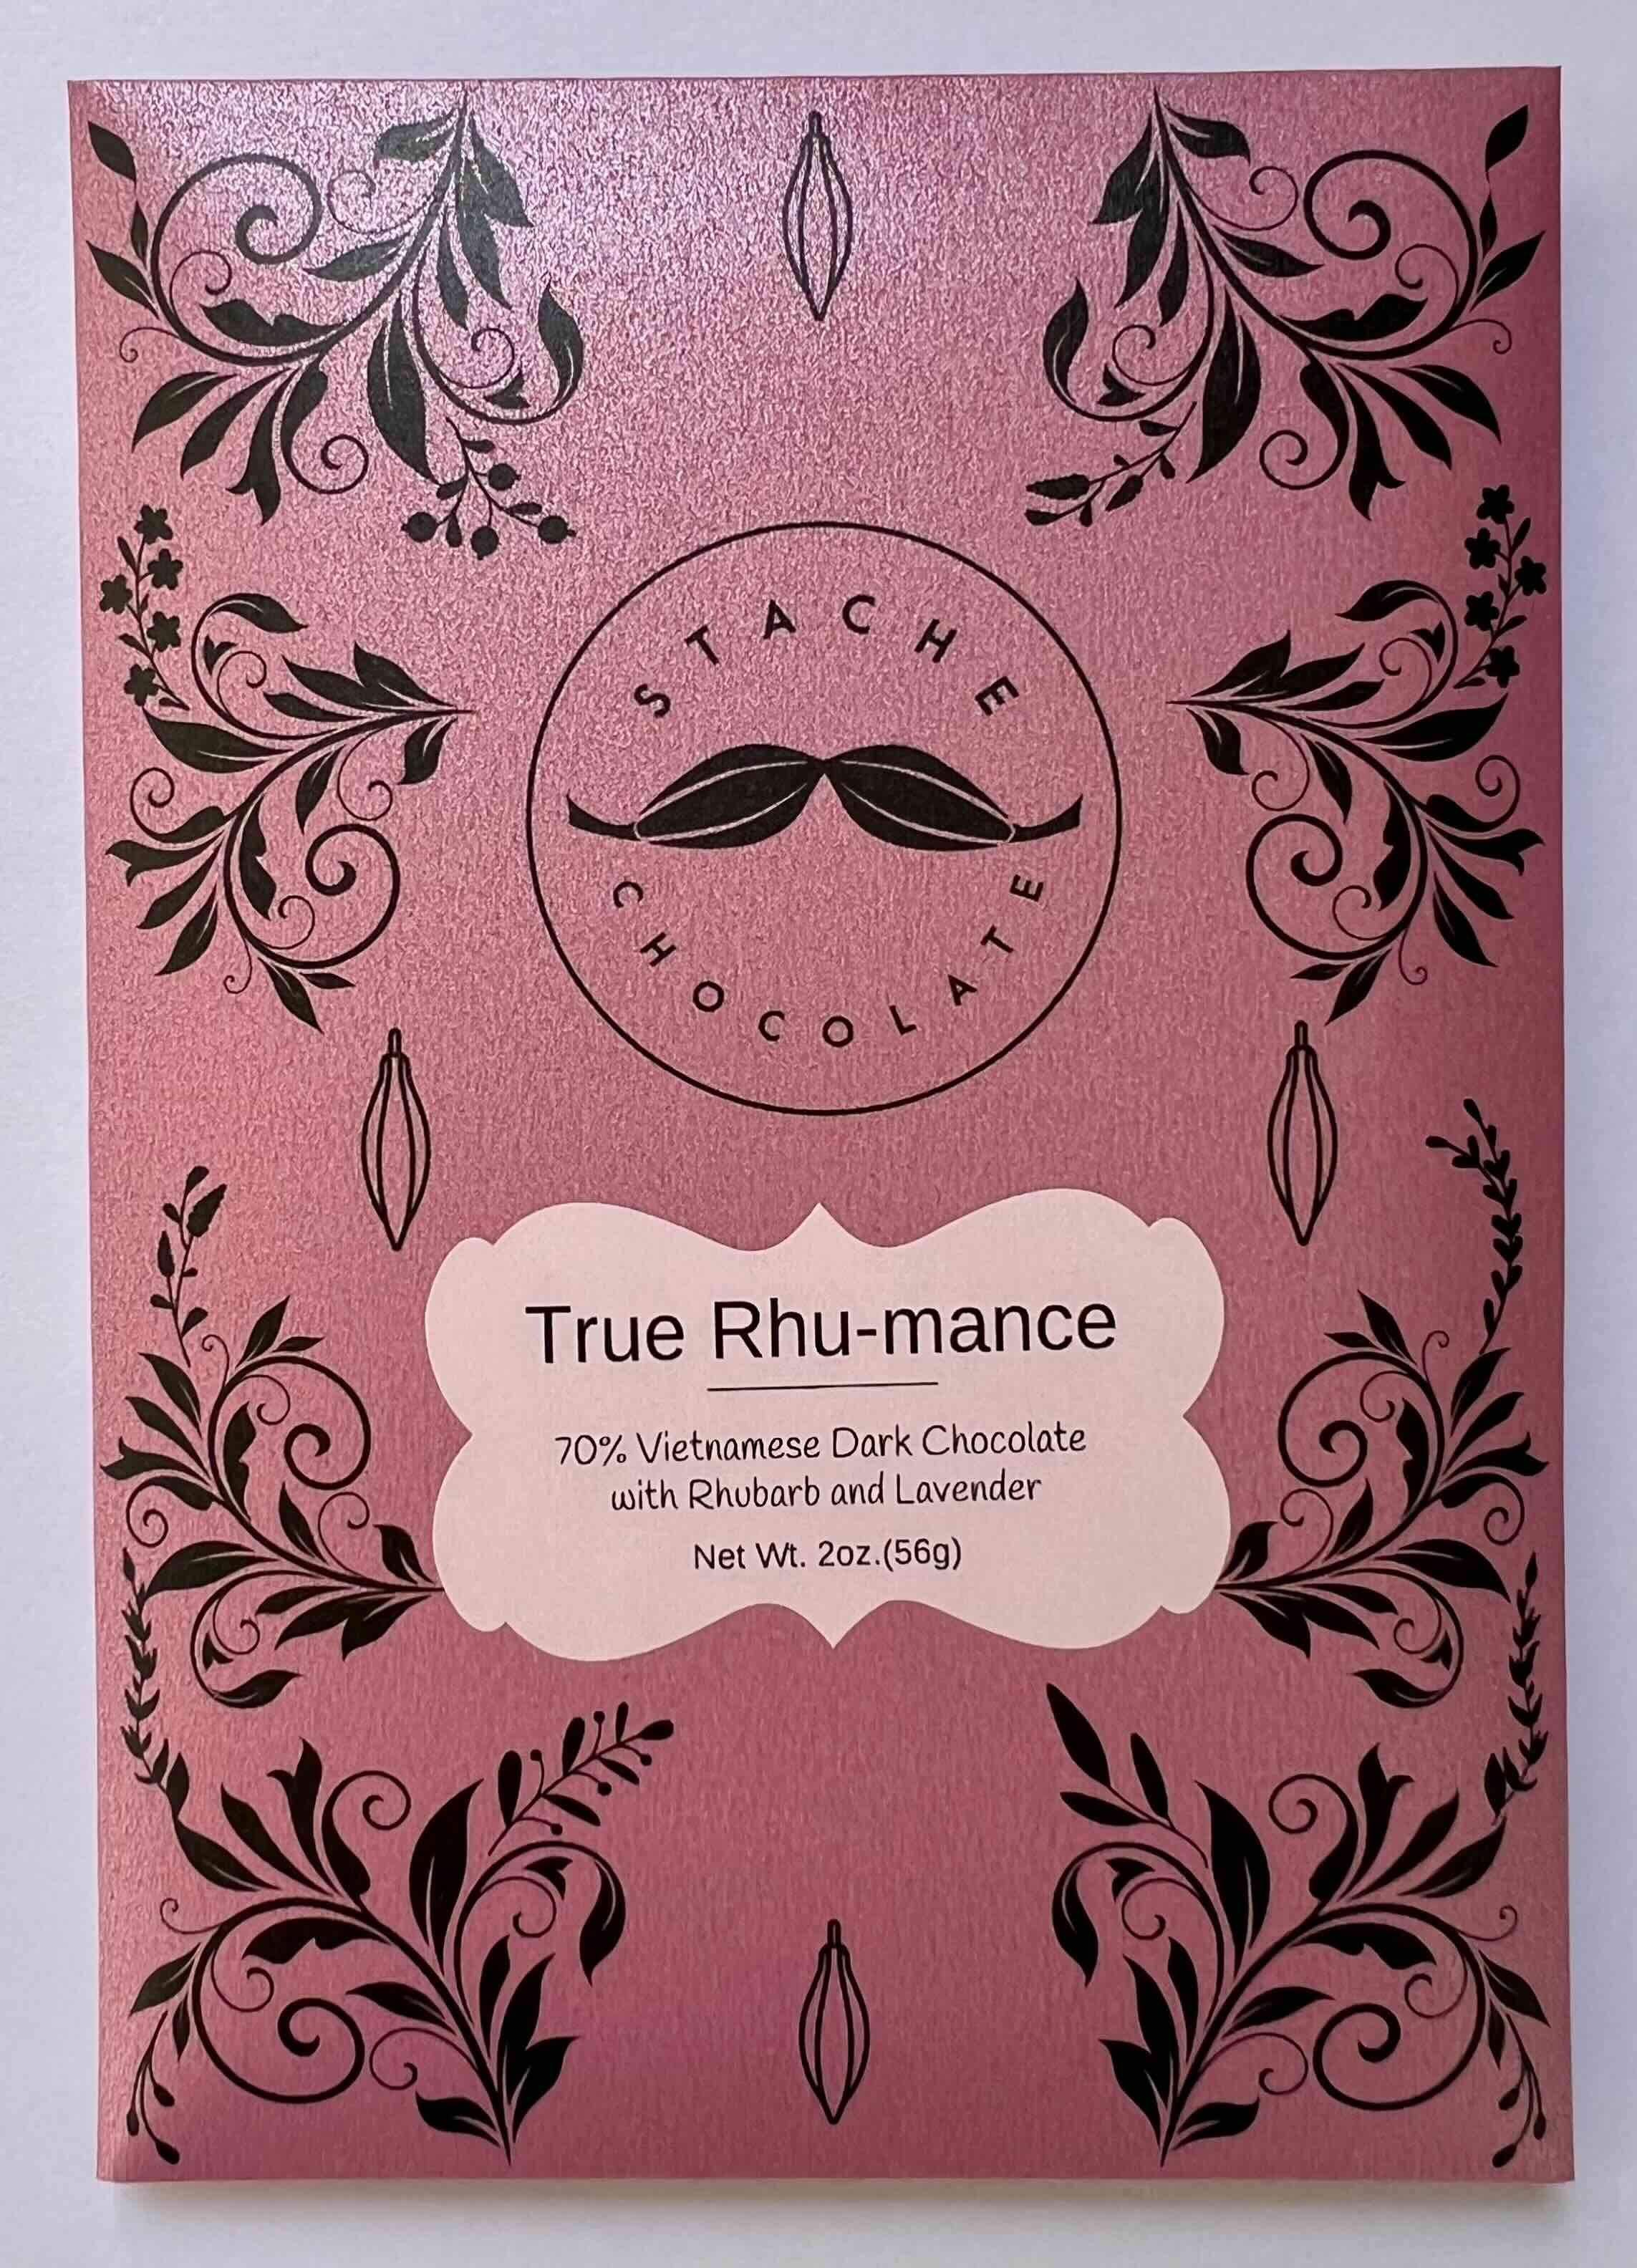 STACHE
CHOCOLATE
True Rhu-mance
70% Vietnamese Dark Chocolate
with Rhubarb and Lavender
Net Wt. 2oz.(56g)